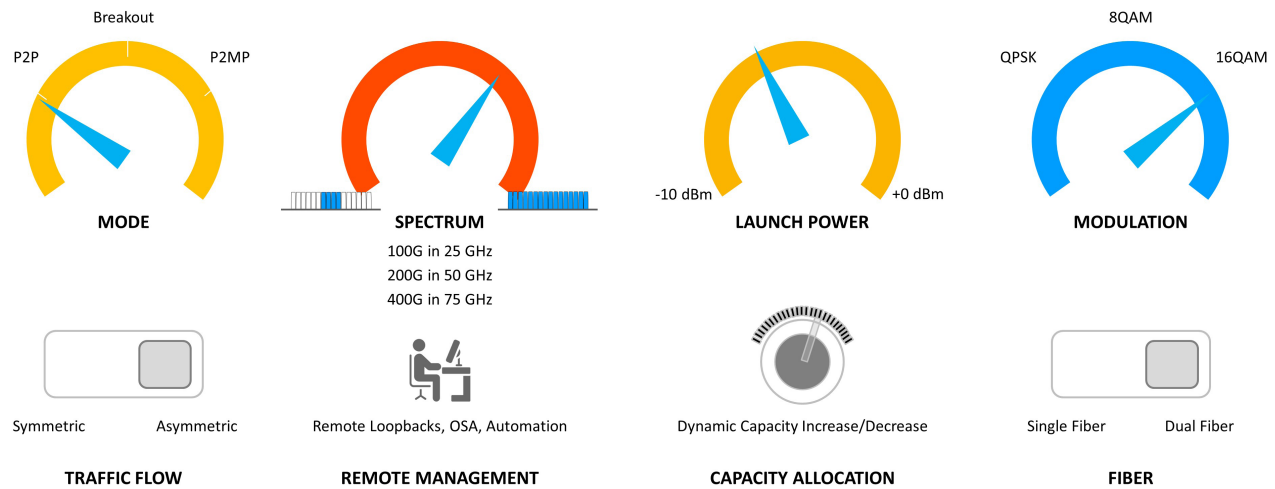 Breakout
P2P
P2MP
MODE
SPECTRUM
100G in 25 GHz
200G in 50 GHz
400G in 75 GHz
-10 dBm
+0 dBm
LAUNCH POWER
8QAM
QPSK
16QAM
MODULATION
Symmetric
Asymmetric
TRAFFIC FLOW
Remote Loopbacks, OSA, Automation
REMOTE MANAGEMENT
Dynamic Capacity Increase/Decrease
CAPACITY ALLOCATION
Single Fiber
Dual Fiber
FIBER